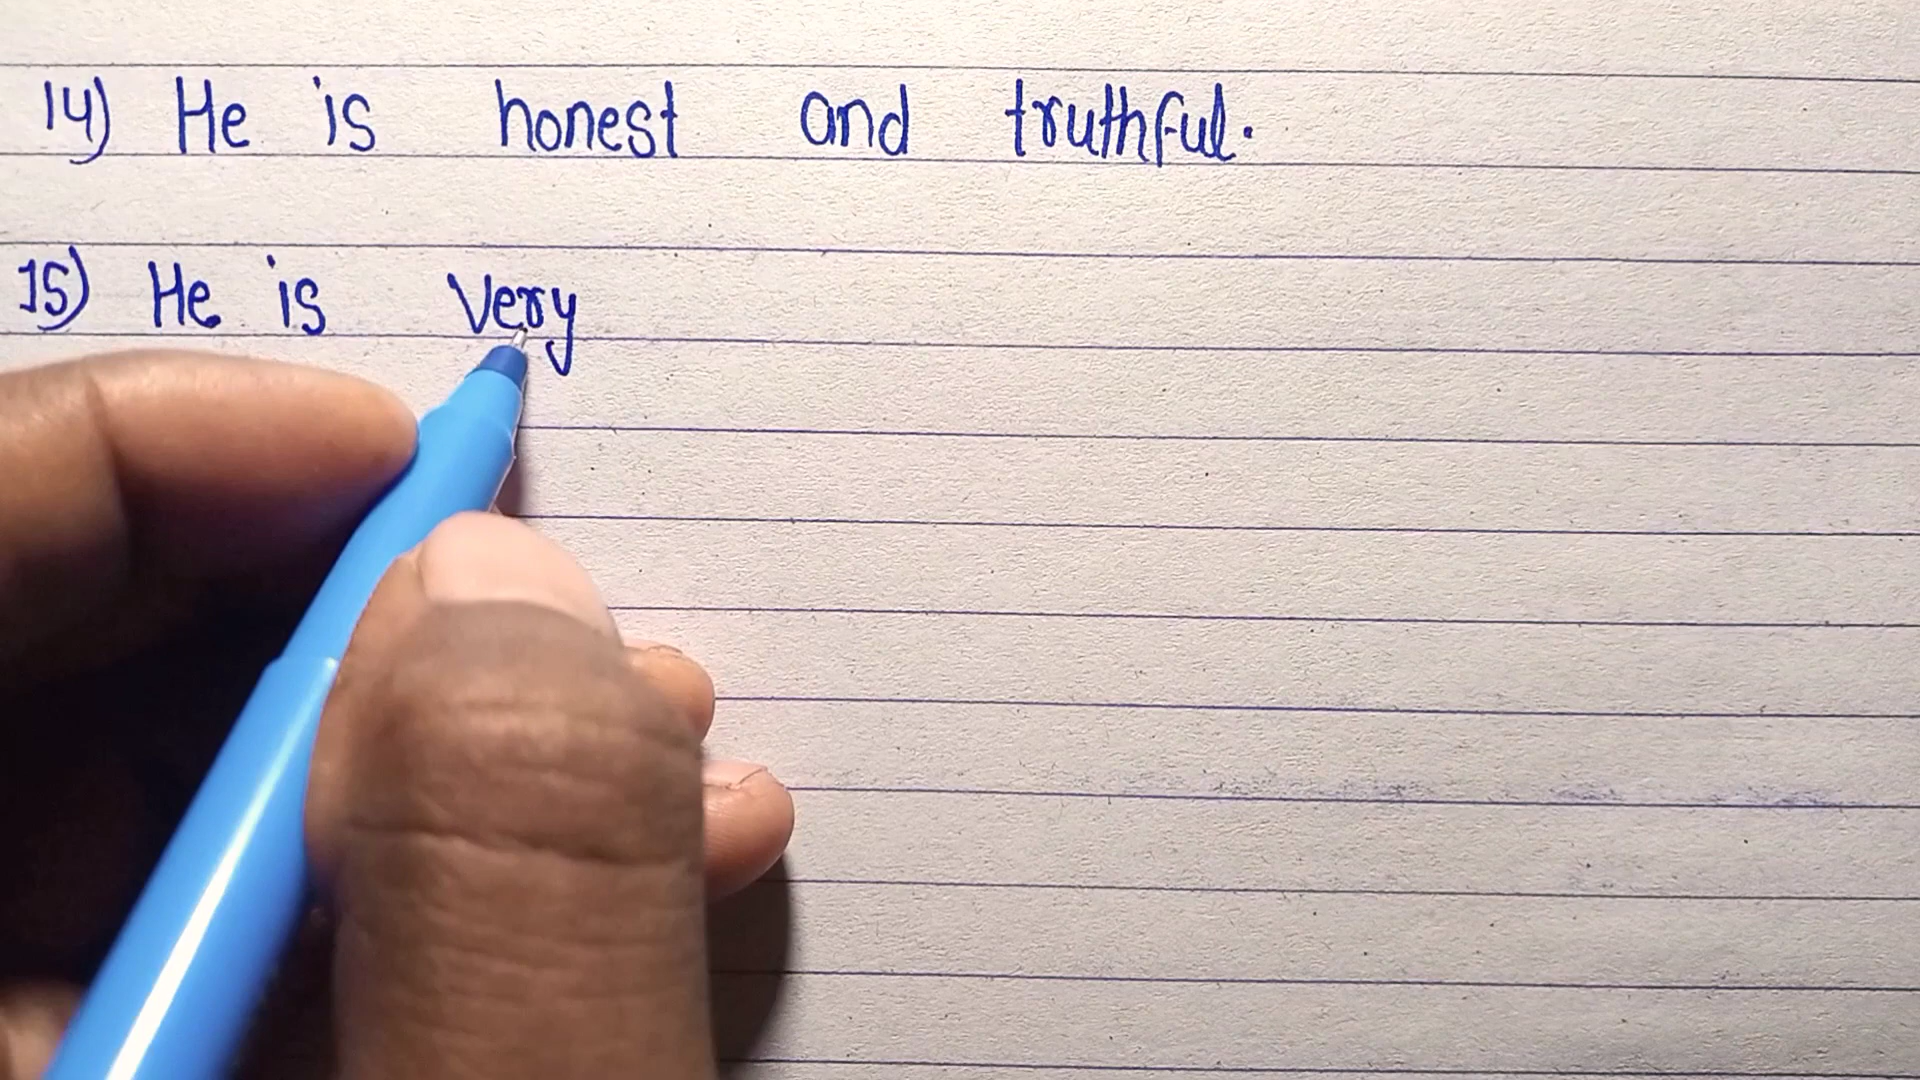 14) He is honest and truthful.
15) He is very